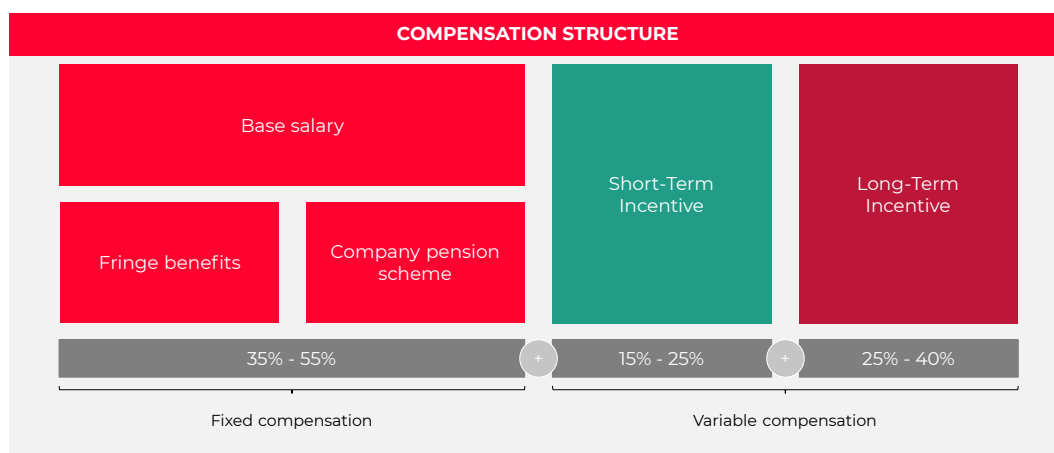 COMPENSATION STRUCTURE
Base salary
Fringe benefits
Company pension
scheme
Short-Term
Incentive
Long-Term
Incentive
35% - 55%
+
15% - 25%
+
25% - 40%
Fixed compensation
Variable compensation